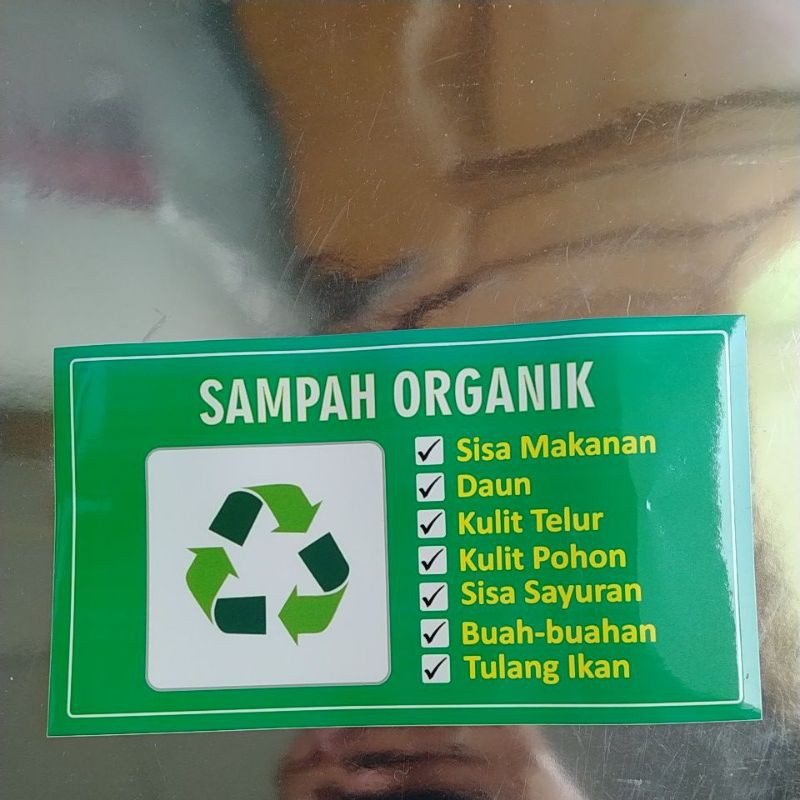 SAMPAH ORGANIK
Sisa Makanan
Daun
Kulit Telur
Kulit Pohon
Sisa Sayuran
Buah-buahan
Tulang Ikan